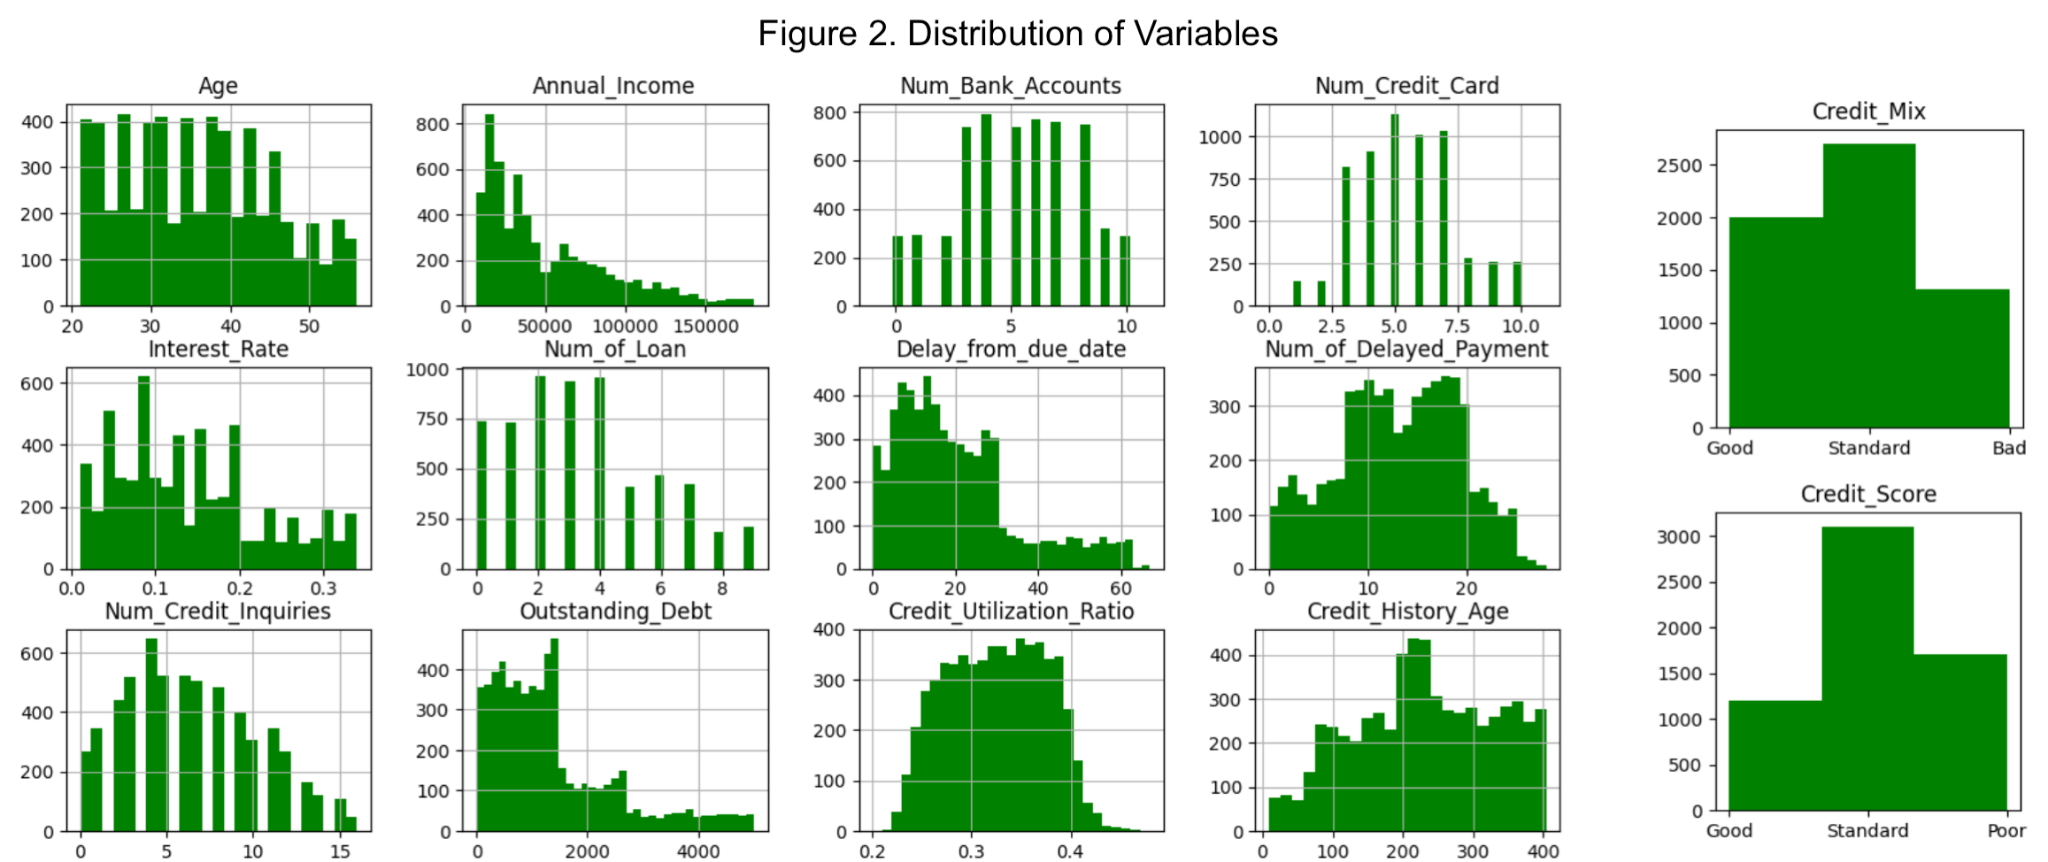 Figure 2. Distribution of Variables
Age
400
300
200
100
0
20 30 40 50
Annual_Income
800
600
400
200
0
0 50000 100000 150000
Num_Bank_Accounts
800
600
400
200
0
0 5 10
Num_Credit_Card
1000
750
500
250
0
0.0 2.5 5.0 7.5 10.0
Credit_Mix
2500
2000
1500
1000
500
0
Good Standard Bad
Interest_Rate
600
400
200
0
0.0 0.1 0.2 0.3
Num_of_Loan
1000
750
500
250
0
0 2 4 6 8
Delay_from_due_date
400
300
200
100
0
0 20 40 60
Num_of_Delayed_Payment
300
200
100
0
0 10 20
Credit_Score
3000
2500
2000
1500
1000
500
0
Good Standard Poor
Num_Credit_Inquiries
600
400
200
0
0 5 10 15
Outstanding_Debt
400
300
200
100
0
0 2000 4000
Credit_Utilization_Ratio
400
300
200
100
0
0.2 0.3 0.4
Credit_History_Age
400
300
200
100
0
100 200 300 400